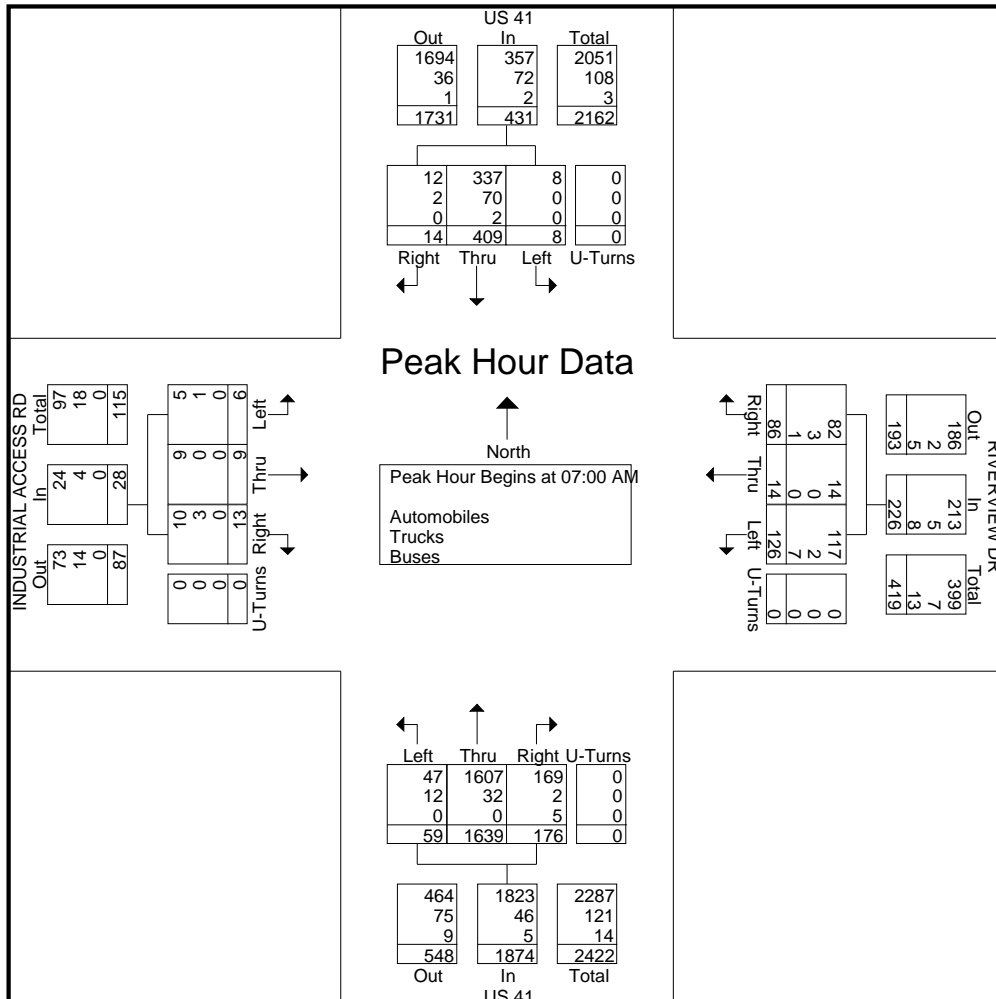 US 41
Out In Total
1694 357 2051
36 72 108
1 2 3
1731 431 2162
12 337 8 0
2 70 0 0
0 2 0 0
14 409 8 0
Right Thru Left U-Turns
Peak Hour Data
North
Peak Hour Begins at 07:00 AM
Automobiles
Trucks
Buses
INDUSTRIAL ACCESS RD
Out In Total
73 24 97
14 4 18
0 0 0
87 28 115
U-Turns Right Thru Left
0 10 9 5
0 3 0 1
0 0 0 0
0 13 9 6
RIVERVIEW DR
Out In Total
186 213 399
2 5 7
5 8 13
193 226 419
82 14 117 0
3 0 2 0
1 0 7 0
86 14 126 0
Right Thru Left U-Turns
Left Thru Right U-Turns
47 1607 169 0
12 32 2 0
0 0 5 0
59 1639 176 0
464 1823 2287
75 46 121
9 5 14
548 1874 2422
Out In Total
US 41